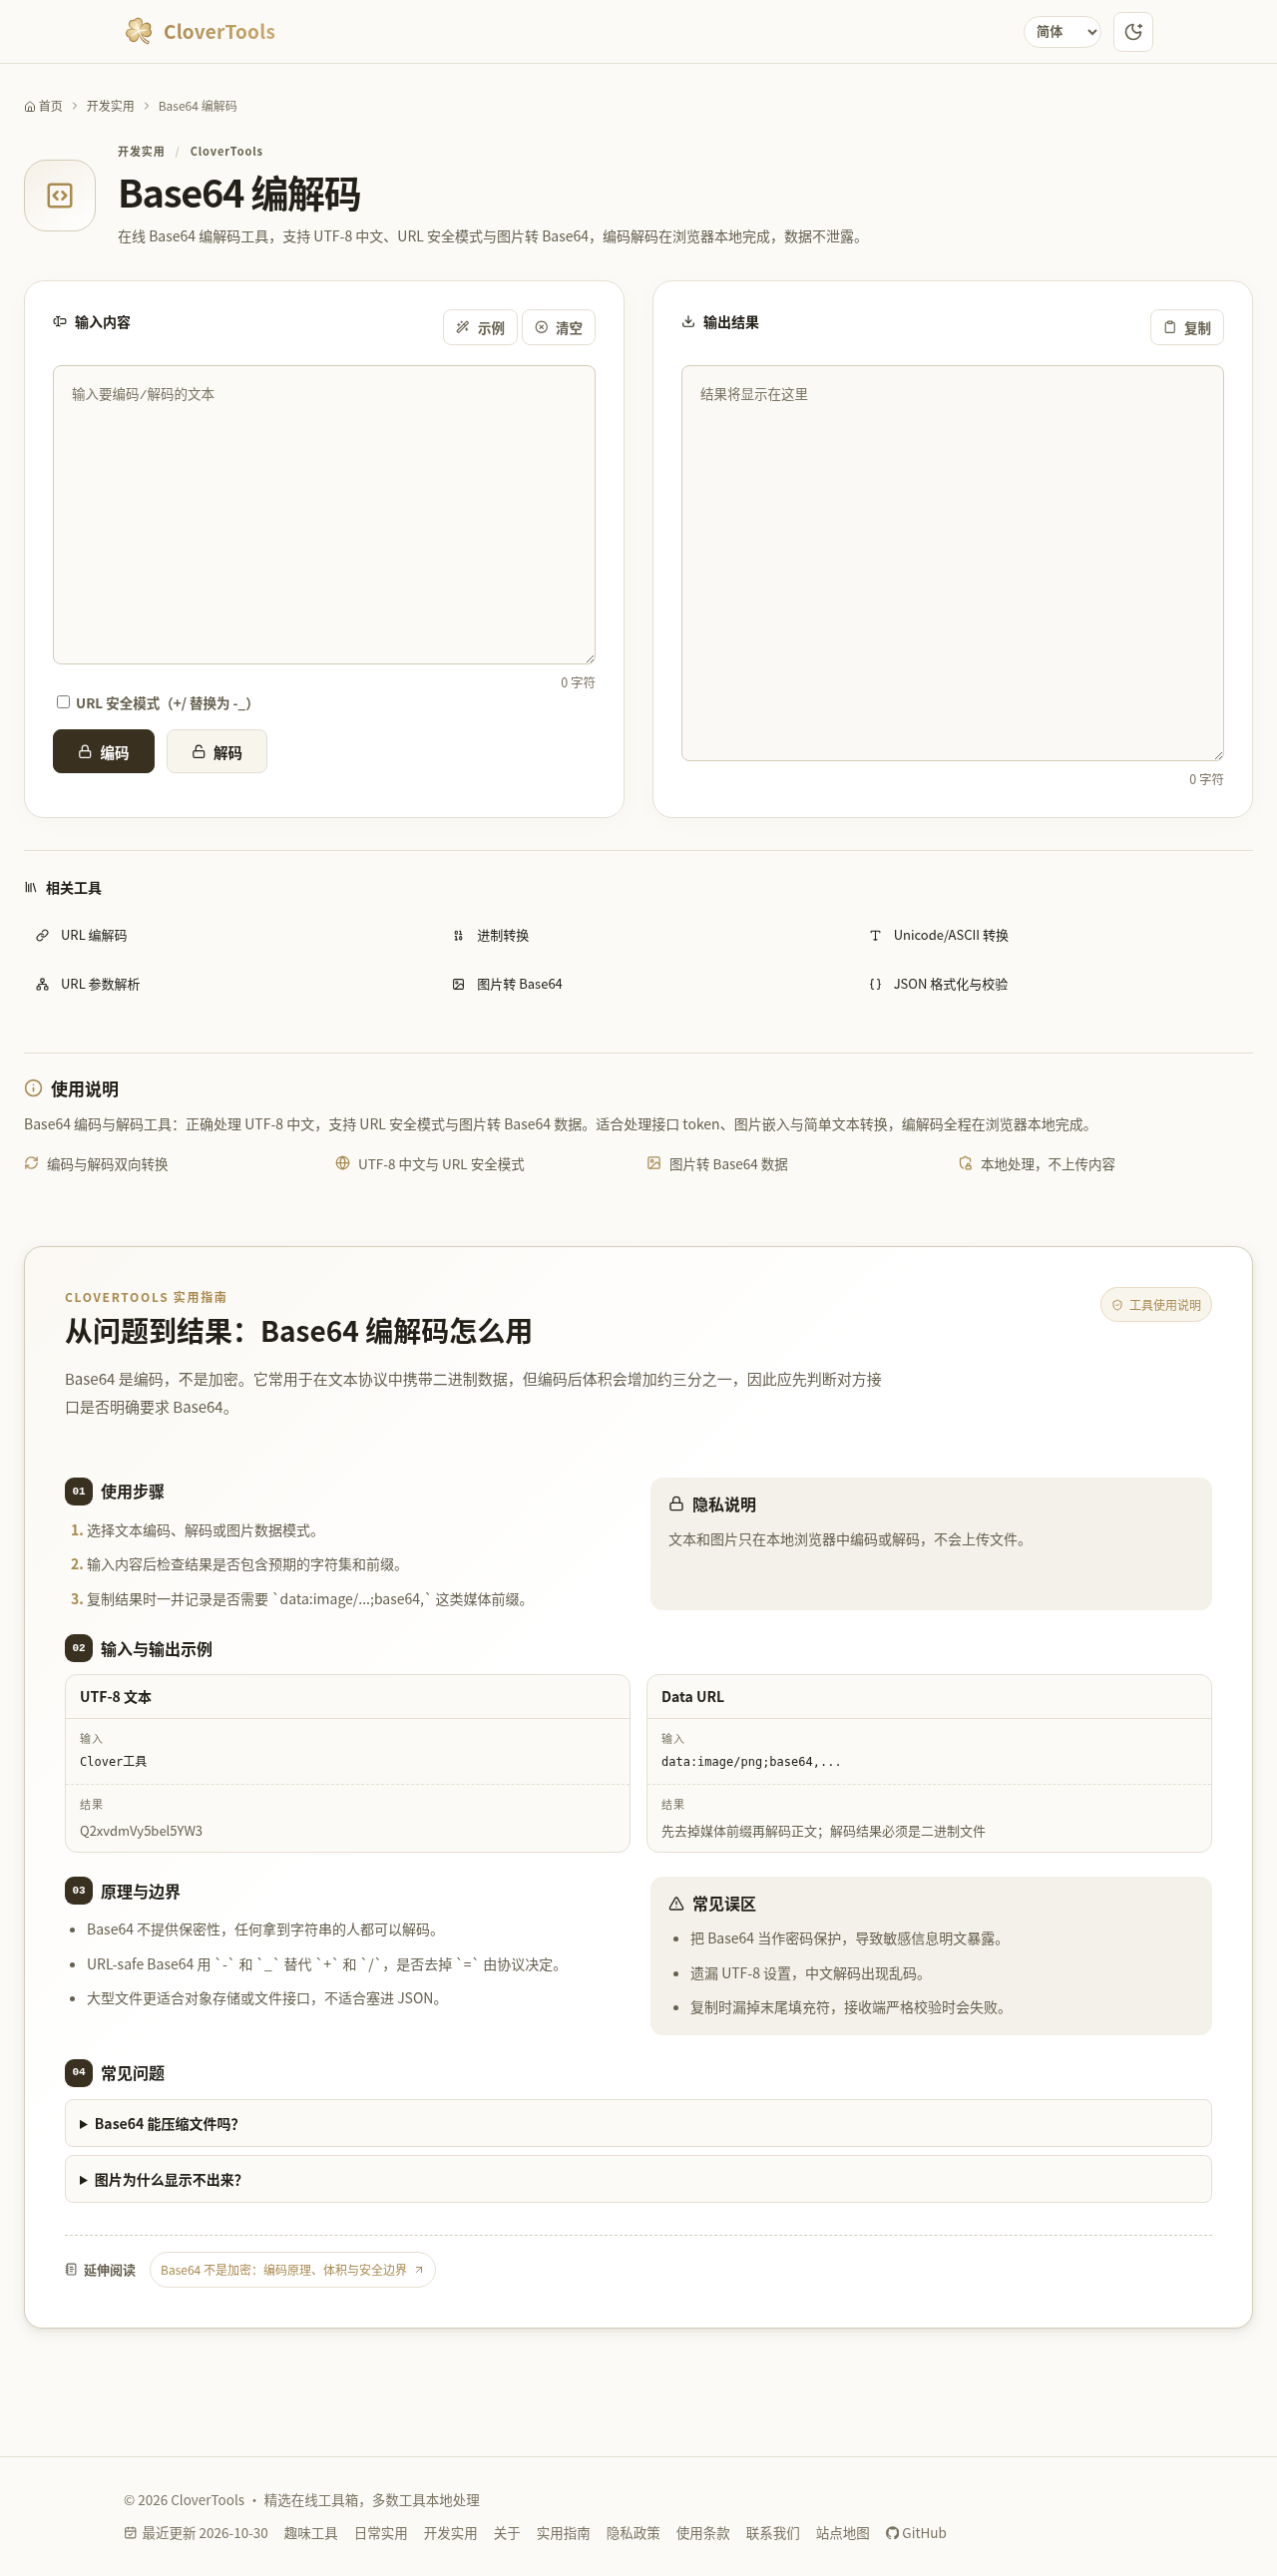 CloverTools
简体
首页
开发实用
Base64 编解码
开发实用 / CloverTools
Base64 编解码
在线 Base64 编解码工具，支持 UTF-8 中文、URL 安全模式与图片转 Base64，编码解码在浏览器本地完成，数据不泄露。
输入内容
示例
清空
输入要编码/解码的文本
0 字符
URL 安全模式（+/ 替换为 -_）
编码
解码
输出结果
复制
结果将显示在这里
0 字符
相关工具
URL 编解码
进制转换
Unicode/ASCII 转换
URL 参数解析
图片转 Base64
JSON 格式化与校验
使用说明
Base64 编码与解码工具：正确处理 UTF-8 中文，支持 URL 安全模式与图片转 Base64 数据。适合处理接口 token、图片嵌入与简单文本转换，编解码全程在浏览器本地完成。
编码与解码双向转换
UTF-8 中文与 URL 安全模式
图片转 Base64 数据
本地处理，不上传内容
CLOVERTOOLS 实用指南
工具使用说明
从问题到结果：Base64 编解码怎么用
Base64 是编码，不是加密。它常用于在文本协议中携带二进制数据，但编码后体积会增加约三分之一，因此应先判断对方接
口是否明确要求 Base64。
01 使用步骤
1. 选择文本编码、解码或图片数据模式。
2. 输入内容后检查结果是否包含预期的字符集和前缀。
3. 复制结果时一并记录是否需要 `data:image/...;base64,` 这类媒体前缀。
隐私说明
文本和图片只在本地浏览器中编码或解码，不会上传文件。
02 输入与输出示例
UTF-8 文本
输入
Clover工具
结果
Q2xvdmVy5bel5YW3
Data URL
输入
data:image/png;base64,...
结果
先去掉媒体前缀再解码正文；解码结果必须是二进制文件
03 原理与边界
Base64 不提供保密性，任何拿到字符串的人都可以解码。
URL-safe Base64 用 `-` 和 `_` 替代 `+` 和 `/`，是否去掉 `=` 由协议决定。
大型文件更适合对象存储或文件接口，不适合塞进 JSON。
常见误区
把 Base64 当作密码保护，导致敏感信息明文暴露。
遗漏 UTF-8 设置，中文解码出现乱码。
复制时漏掉末尾填充符，接收端严格校验时会失败。
04 常见问题
Base64 能压缩文件吗？
图片为什么显示不出来？
延伸阅读
Base64 不是加密：编码原理、体积与安全边界
© 2026 CloverTools · 精选在线工具箱，多数工具本地处理
最近更新 2026-10-30 趣味工具 日常实用 开发实用 关于 实用指南 隐私政策 使用条款 联系我们 站点地图 GitHub